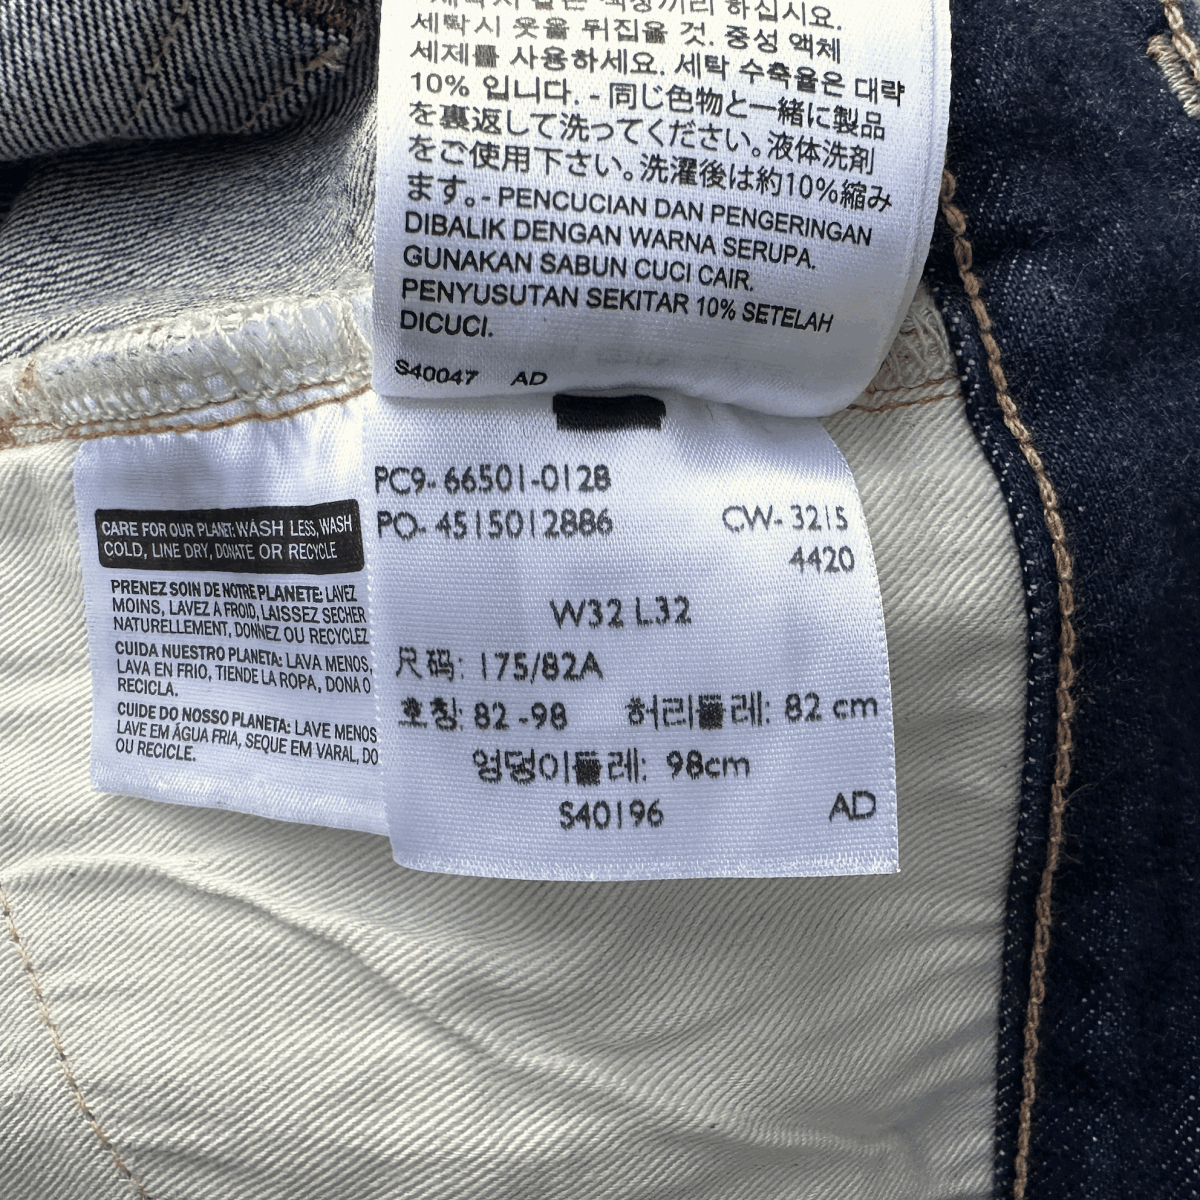 세탁시 옷을 뒤집을 것. 중성 액체
세제를 사용하세요. 세탁 수축율은 대략
10% 입니다. - 同じ色物と一緒に製品
を裏返して洗ってください。液体洗剤
をご使用下さい。洗濯後は約10%縮み
ます。- PENCUCIAN DAN PENGERINGAN
DIBALIK DENGAN WARNA SERUPA.
GUNAKAN SABUN CUCI CAIR.
PENYUSUTAN SEKITAR 10% SETELAH
DICUCI.
S40047 AD
CARE FOR OUR PLANET: WASH LESS, WASH
COLD, LINE DRY, DONATE OR RECYCLE
PRENEZ SOIN DE NOTRE PLANETE: LAVEZ
MOINS, LAVEZ A FROID, LAISSEZ SECHER
NATURELLEMENT, DONNEZ OU RECYCLEZ
CUIDA NUESTRO PLANETA: LAVA MENOS,
LAVA EN FRIO, TIENDE LA ROPA, DONA O
RECICLA.
CUIDE DO NOSSO PLANETA: LAVE MENOS
LAVE EM ÁGUA FRIA, SEQUE EM VARAL, DO
OU RECICLE.
PC9-66501-0128
PO-4515012886 CW-3215
4420
W32 L32
尺码: 175/82A
호칭: 82-98 허리둘레: 82 cm
엉덩이둘레: 98cm
S40196 AD